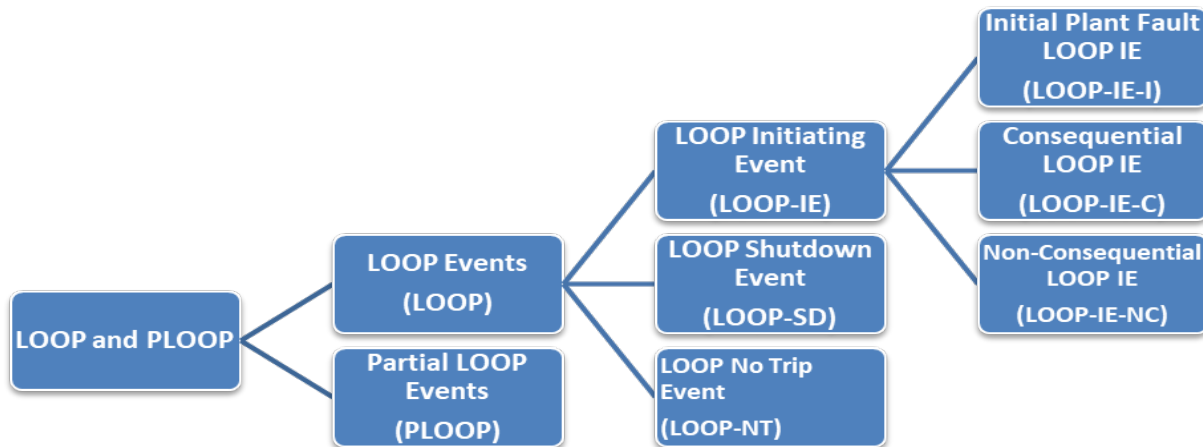 LOOP and PLOOP
LOOP Events
(LOOP)
Partial LOOP
Events
(PLOOP)
LOOP Initiating
Event
(LOOP-IE)
LOOP Shutdown
Event
(LOOP-SD)
LOOP No Trip
Event
(LOOP-NT)
Initial Plant Fault
LOOP IE
(LOOP-IE-I)
Consequential
LOOP IE
(LOOP-IE-C)
Non-Consequential
LOOP IE
(LOOP-IE-NC)